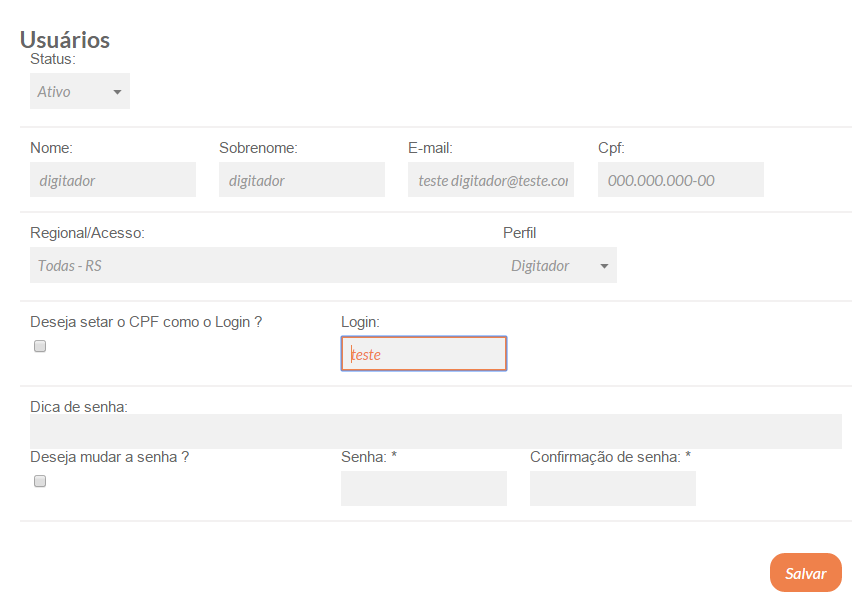 Usuários
Status:
Ativo
Nome: Sobrenome: E-mail: Cpf:
digitador digitador teste digitador@teste.cor 000.000.000-00
Regional/Acesso: Perfil
Todas - RS Digitador
Deseja setar o CPF como o Login ? Login:
teste
Dica de senha:
Deseja mudar a senha ? Senha: * Confirmação de senha: *
Salvar